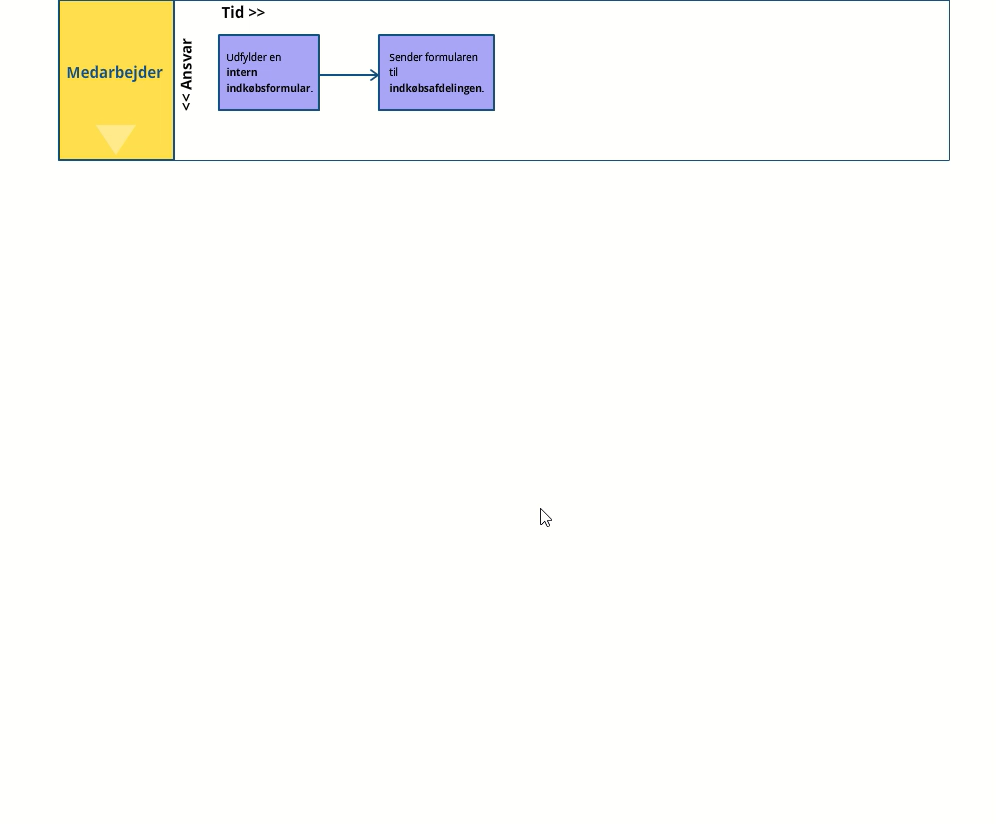 Tid >>
Medarbejder
<< Ansvar
Udfylder en
intern
indkøbsformular.
Sender formularen
til
indkøbsafdelingen.